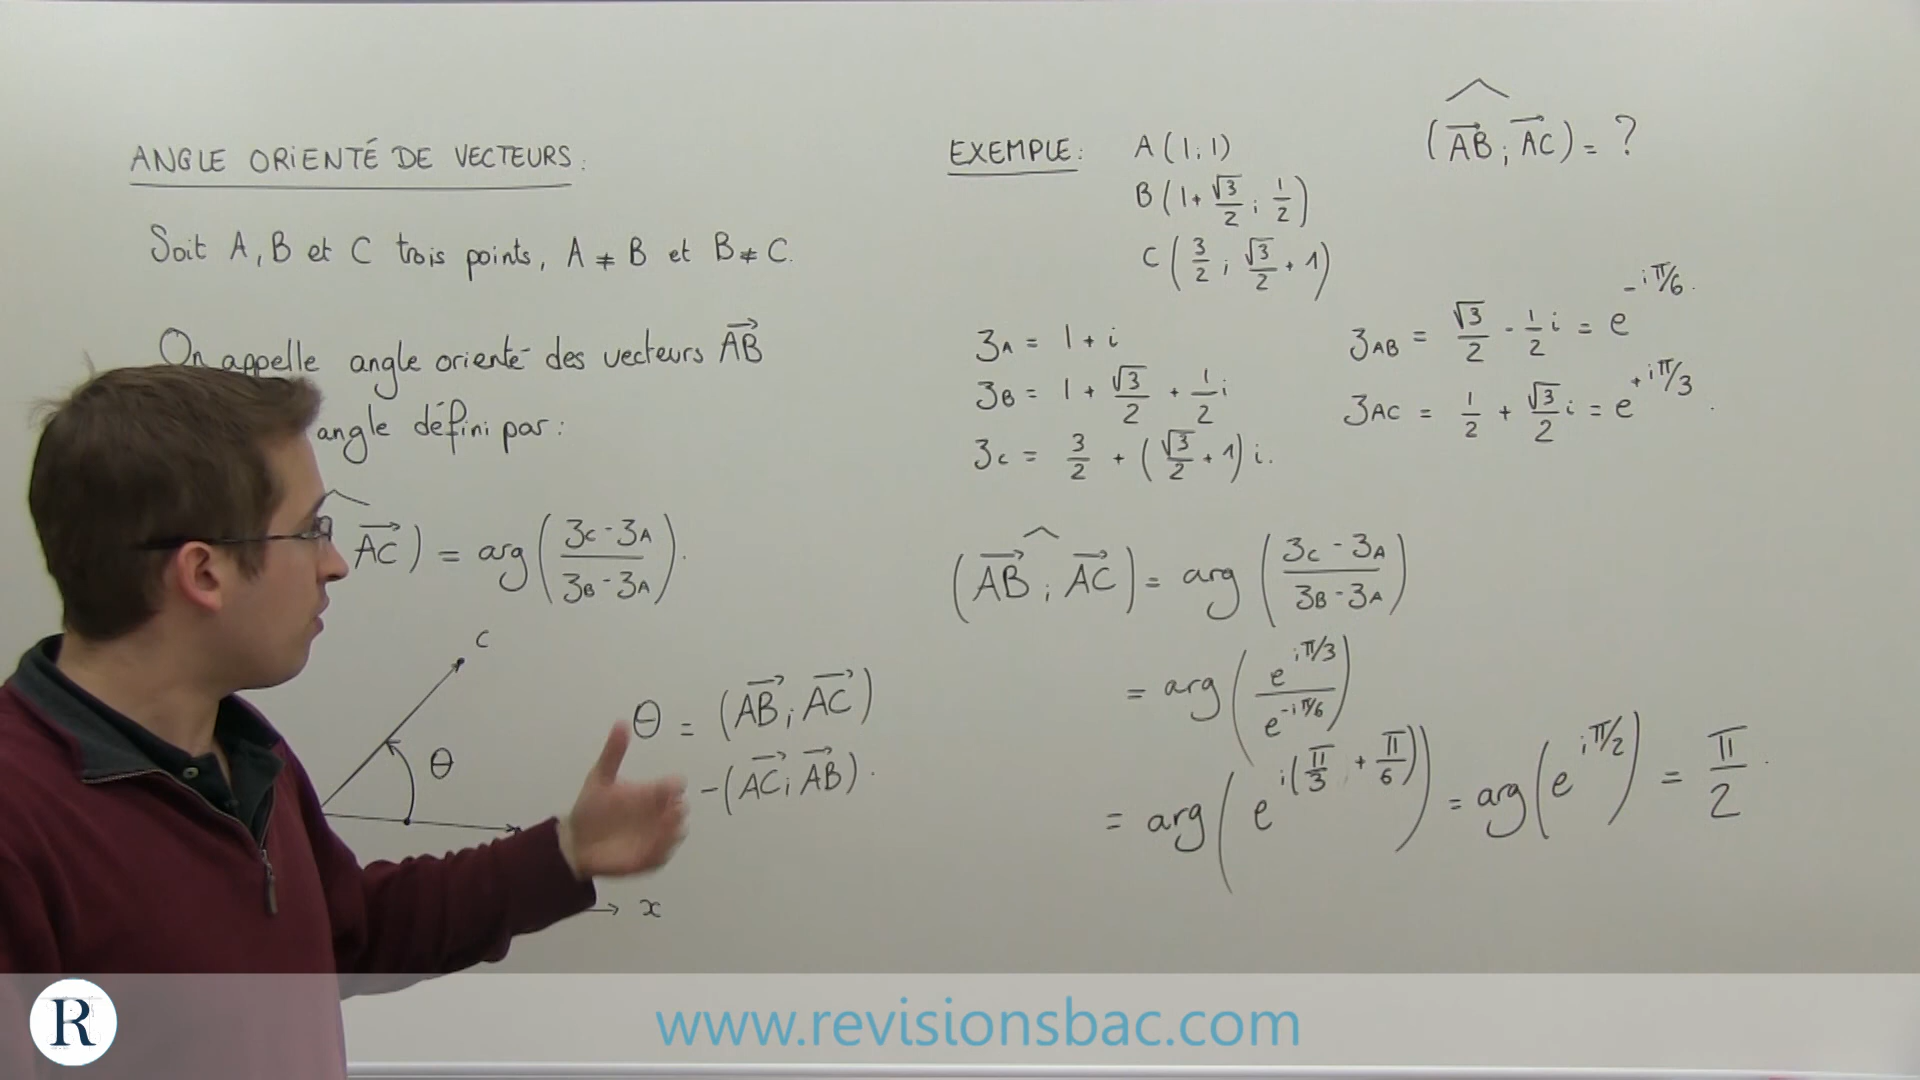 ANGLE ORIENTÉ DE VECTEURS :
Soit A, B et C trois points, A ≠ B et B ≠ C.
On appelle angle orienté des vecteurs AB⃗
angle défini par :
AC⃗ ) = arg( (zC - zA) / (zB - zA) ).
C
θ
θ = (AB⃗ ; AC⃗)
-(AC⃗ ; AB⃗).
x
EXEMPLE : A(1 ; 1)
B(1 + √3/2 ; 1/2)
C(3/2 ; √3/2 + 1)
(AB⃗ ; AC⃗) = ?
zA = 1 + i
zB = 1 + √3/2 + 1/2 i
zC = 3/2 + (√3/2 + 1) i.
zAB = √3/2 - 1/2 i = e^(-iπ/6).
zAC = 1/2 + √3/2 i = e^(+iπ/3).
(AB⃗ ; AC⃗) = arg( (zC - zA) / (zB - zA) )
= arg( e^(iπ/3) / e^(-iπ/6) )
= arg( e^(i(π/3 + π/6)) ) = arg( e^(iπ/2) ) = π/2.
R
www.revisionsbac.com